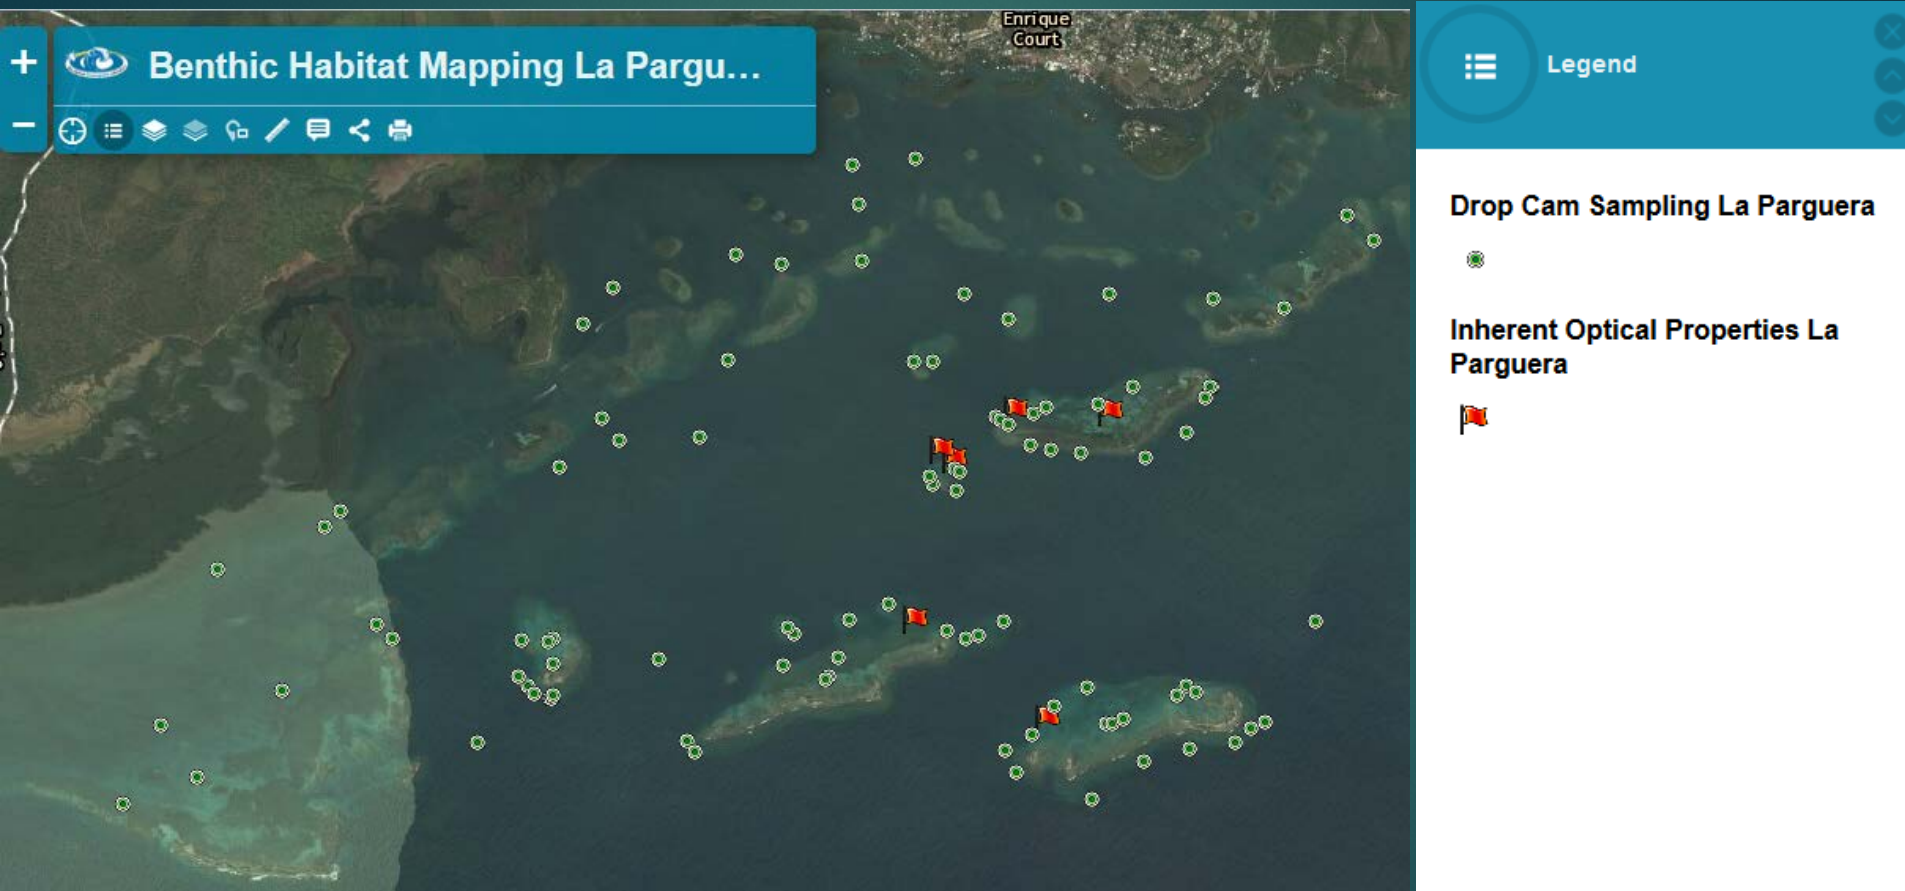 Enrique
Court
Benthic Habitat Mapping La Pargu...
Legend
Drop Cam Sampling La Parguera
Inherent Optical Properties La
Parguera